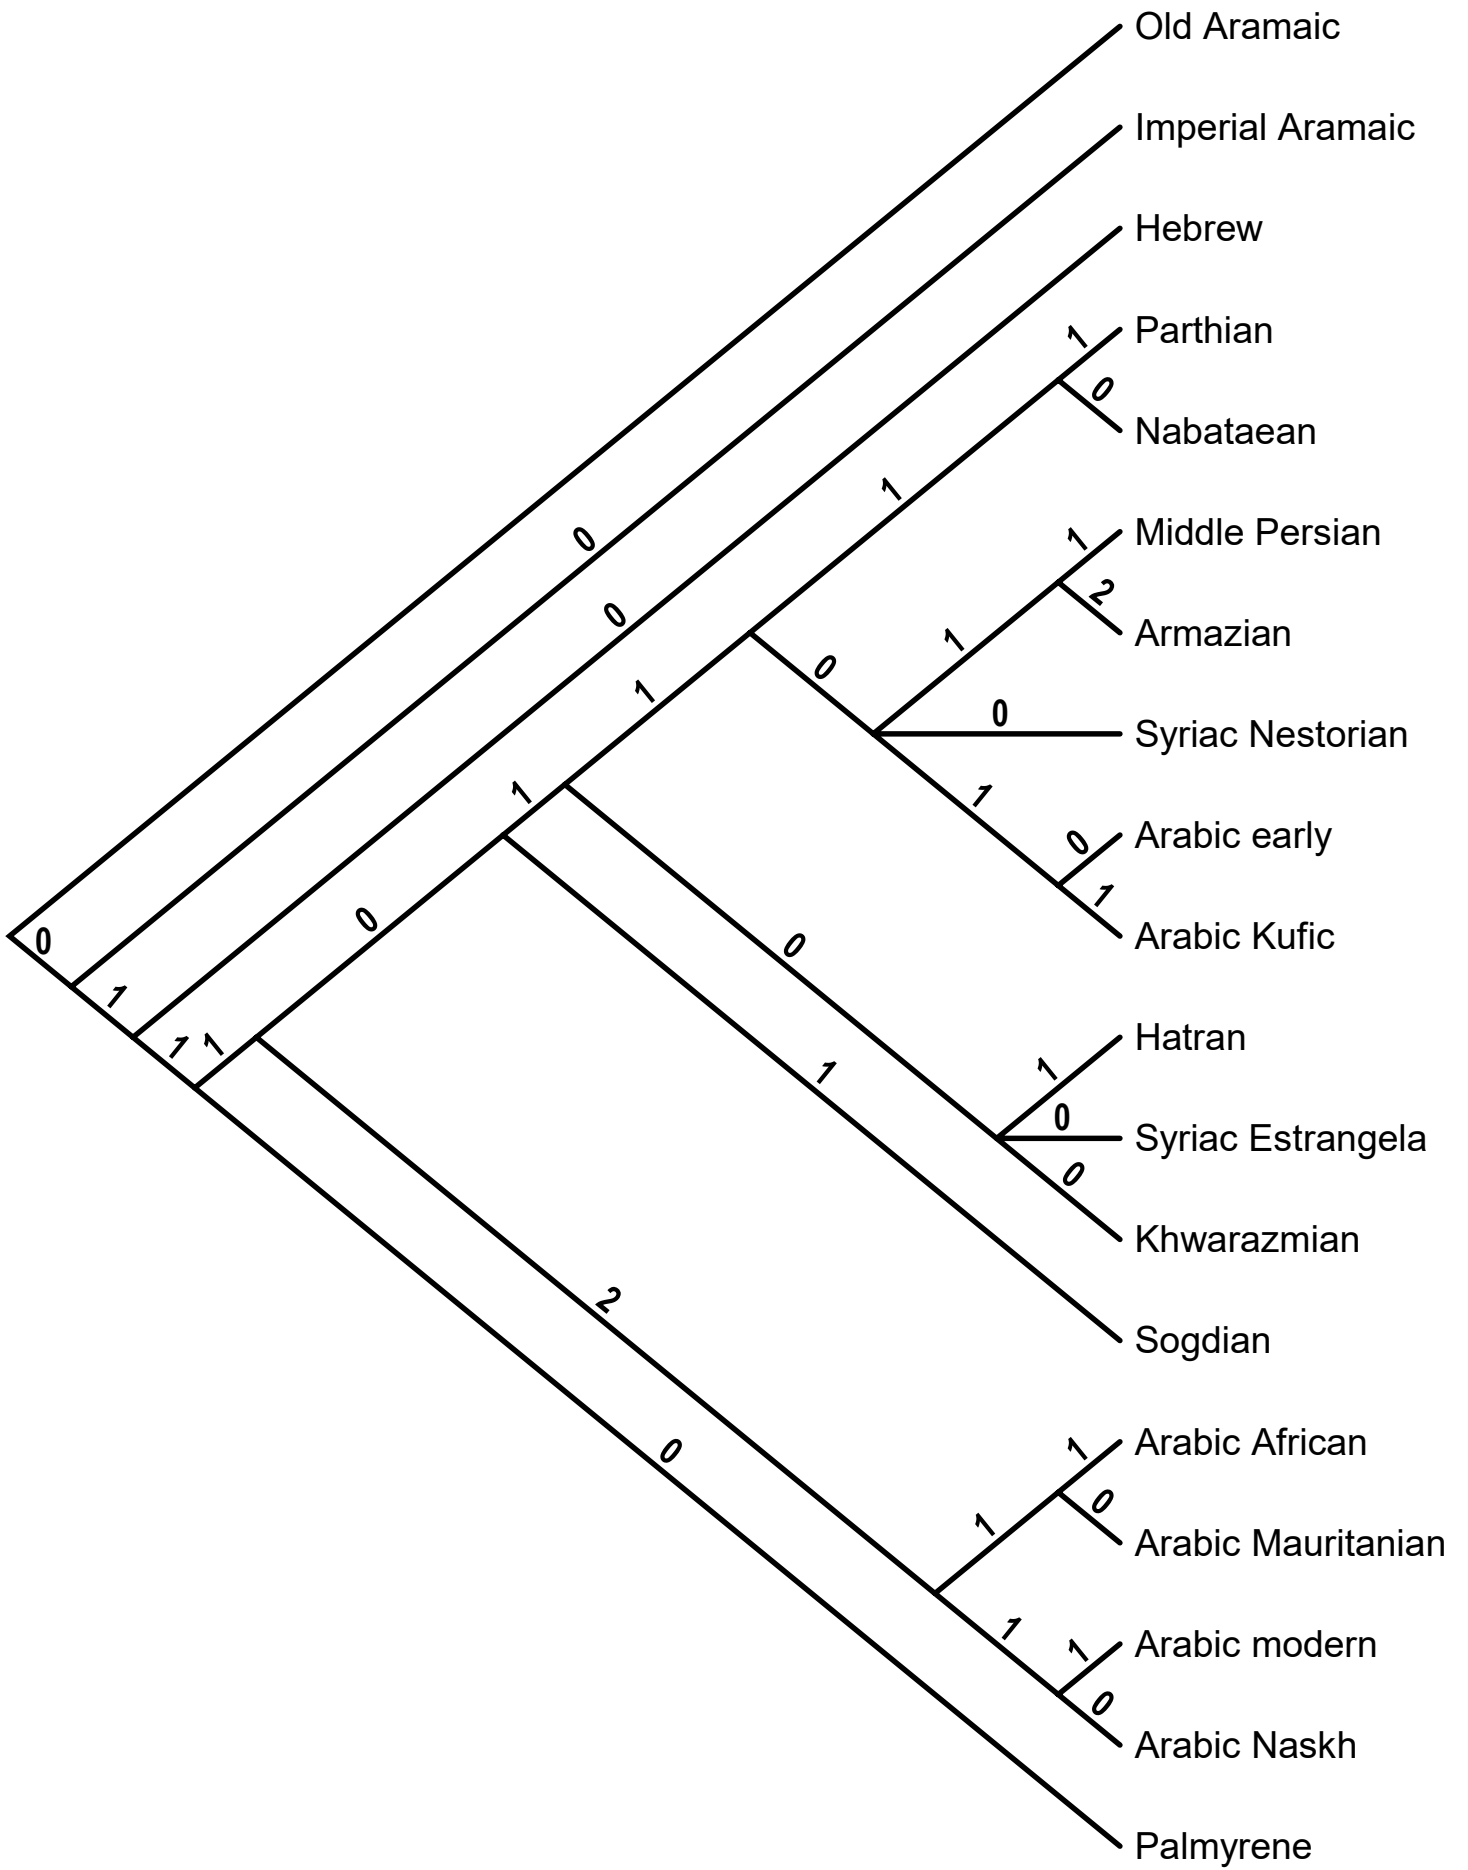 Old Aramaic
Imperial Aramaic
Hebrew
1
Parthian
0
Nabataean
1
1
Middle Persian
0
2
Armazian
0
1
0
1
0
Syriac Nestorian
1
1
0
Arabic early
1
Arabic Kufic
0
0
0
1
1
1
1
Hatran
0
Syriac Estrangela
1
0
Khwarazmian
2
Sogdian
0
1
Arabic African
1
0
Arabic Mauritanian
1
1
Arabic modern
0
Arabic Naskh
Palmyrene